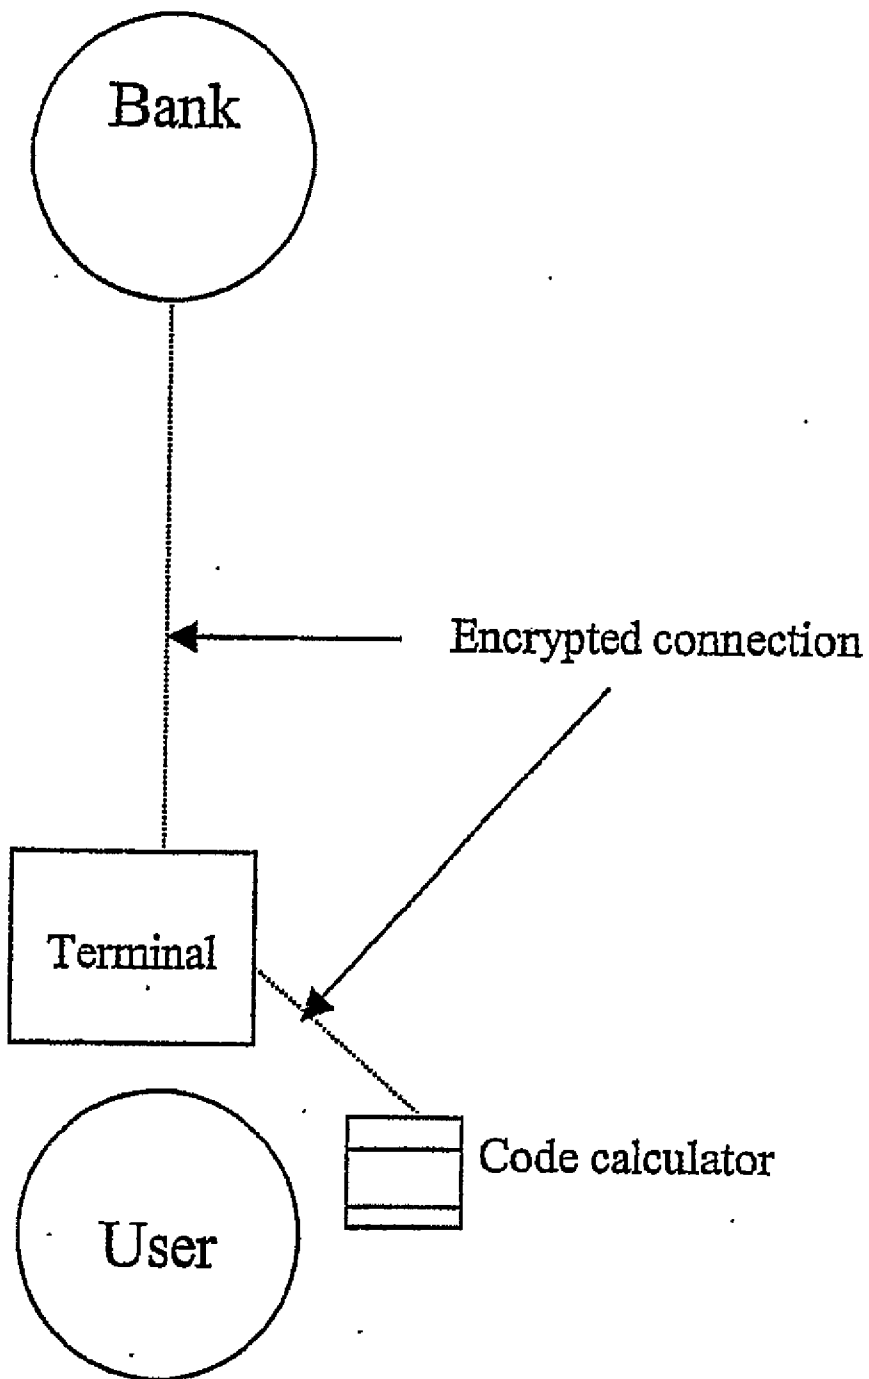 Bank
Encrypted connection
Terminal
Code calculator
User